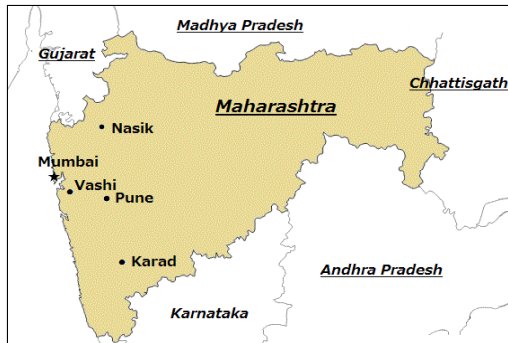 Madhya Pradesh
Gujarat
Chhattisgath
Maharashtra
Nasik
Mumbai
Vashi
Pune
Karad
Andhra Pradesh
Karnataka